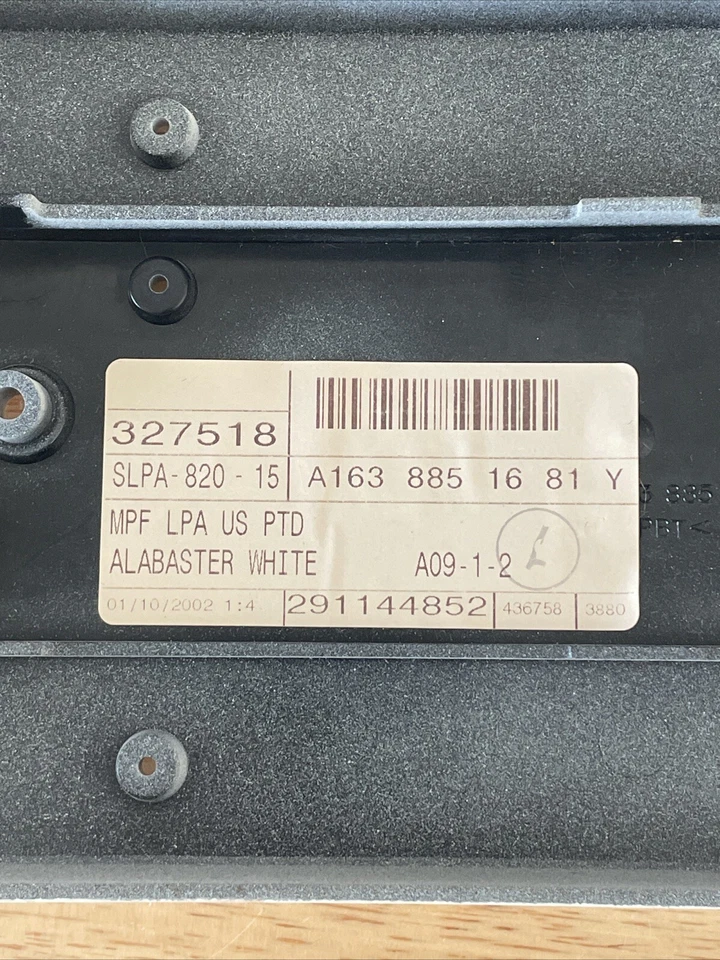 327518
SLPA-820-15
A163 885 16 81 Y
MPF LPA US PTD
ALABASTER WHITE
A09-1-2
01/10/2002 1:4
291144852
436758
3880
PBT<